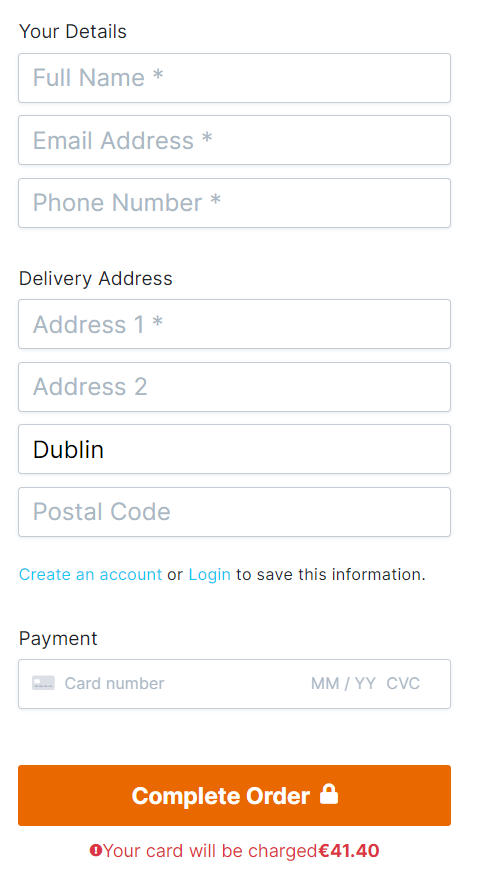 Your Details
Full Name *
Email Address *
Phone Number *
Delivery Address
Address 1 *
Address 2
Dublin
Postal Code
Create an account or Login to save this information.
Payment
Card number MM / YY CVC
Complete Order
Your card will be charged€41.40